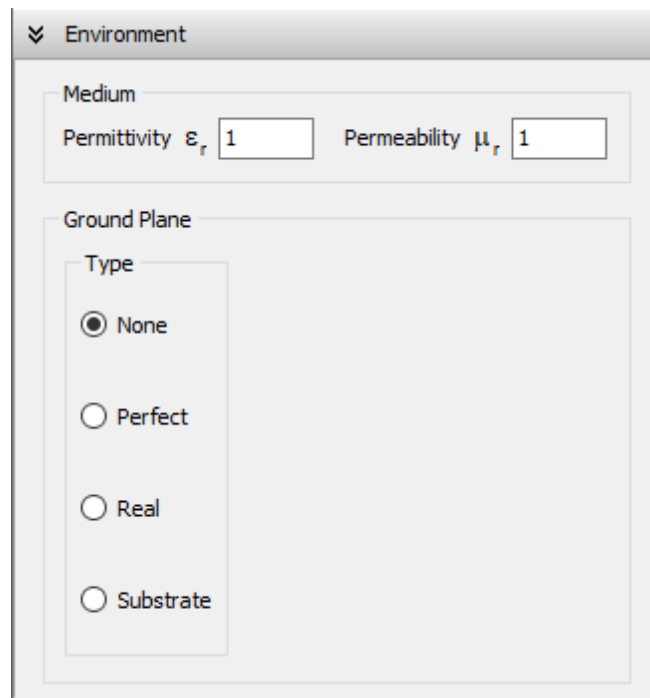 Environment
Medium
Permittivity εr 1 Permeability μr 1
Ground Plane
Type
None
Perfect
Real
Substrate